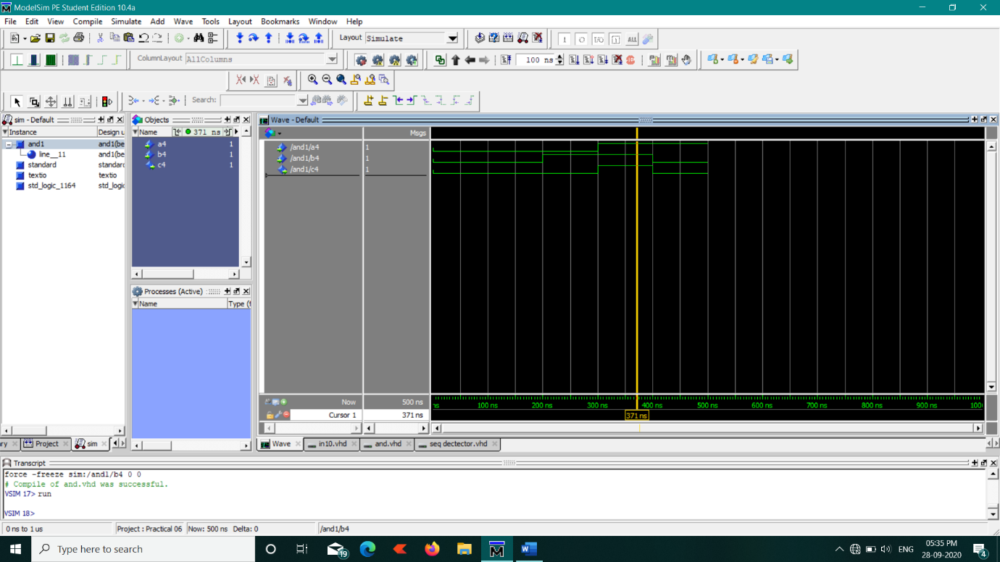 ModelSim PE Student Edition 10.4a
File Edit View Compile Simulate Add Wave Tools Layout Bookmarks Window Help
Layout Simulate
ALL
ColumnLayout AllColumns
100 ns
Search:
sim - Default
Instance Design u
and1 and1(be
line__11 and1(be
standard standard
textio textio
std_logic_1164 std_logic
Objects
Name 371 ns
a4 1
b4 1
c4 1
Processes (Active)
Name Type (f
Wave - Default
Msgs
/and1/a4 1
/and1/b4 1
/and1/c4 1
Now 500 ns
ns 100 ns 200 ns 300 ns 400 ns 500 ns 600 ns 700 ns 800 ns 900 ns 1000
Cursor 1 371 ns
371 ns
ry Project sim
Wave in10.vhd and.vhd seq dectector.vhd
Transcript
force -freeze sim:/and1/b4 0 0
# Compile of and.vhd was successful.
VSIM 17> run
VSIM 18>
0 ns to 1 us Project : Practical 06 Now: 500 ns Delta: 0 /and1/b4
Type here to search
19
ENG
05:35 PM
28-09-2020
4